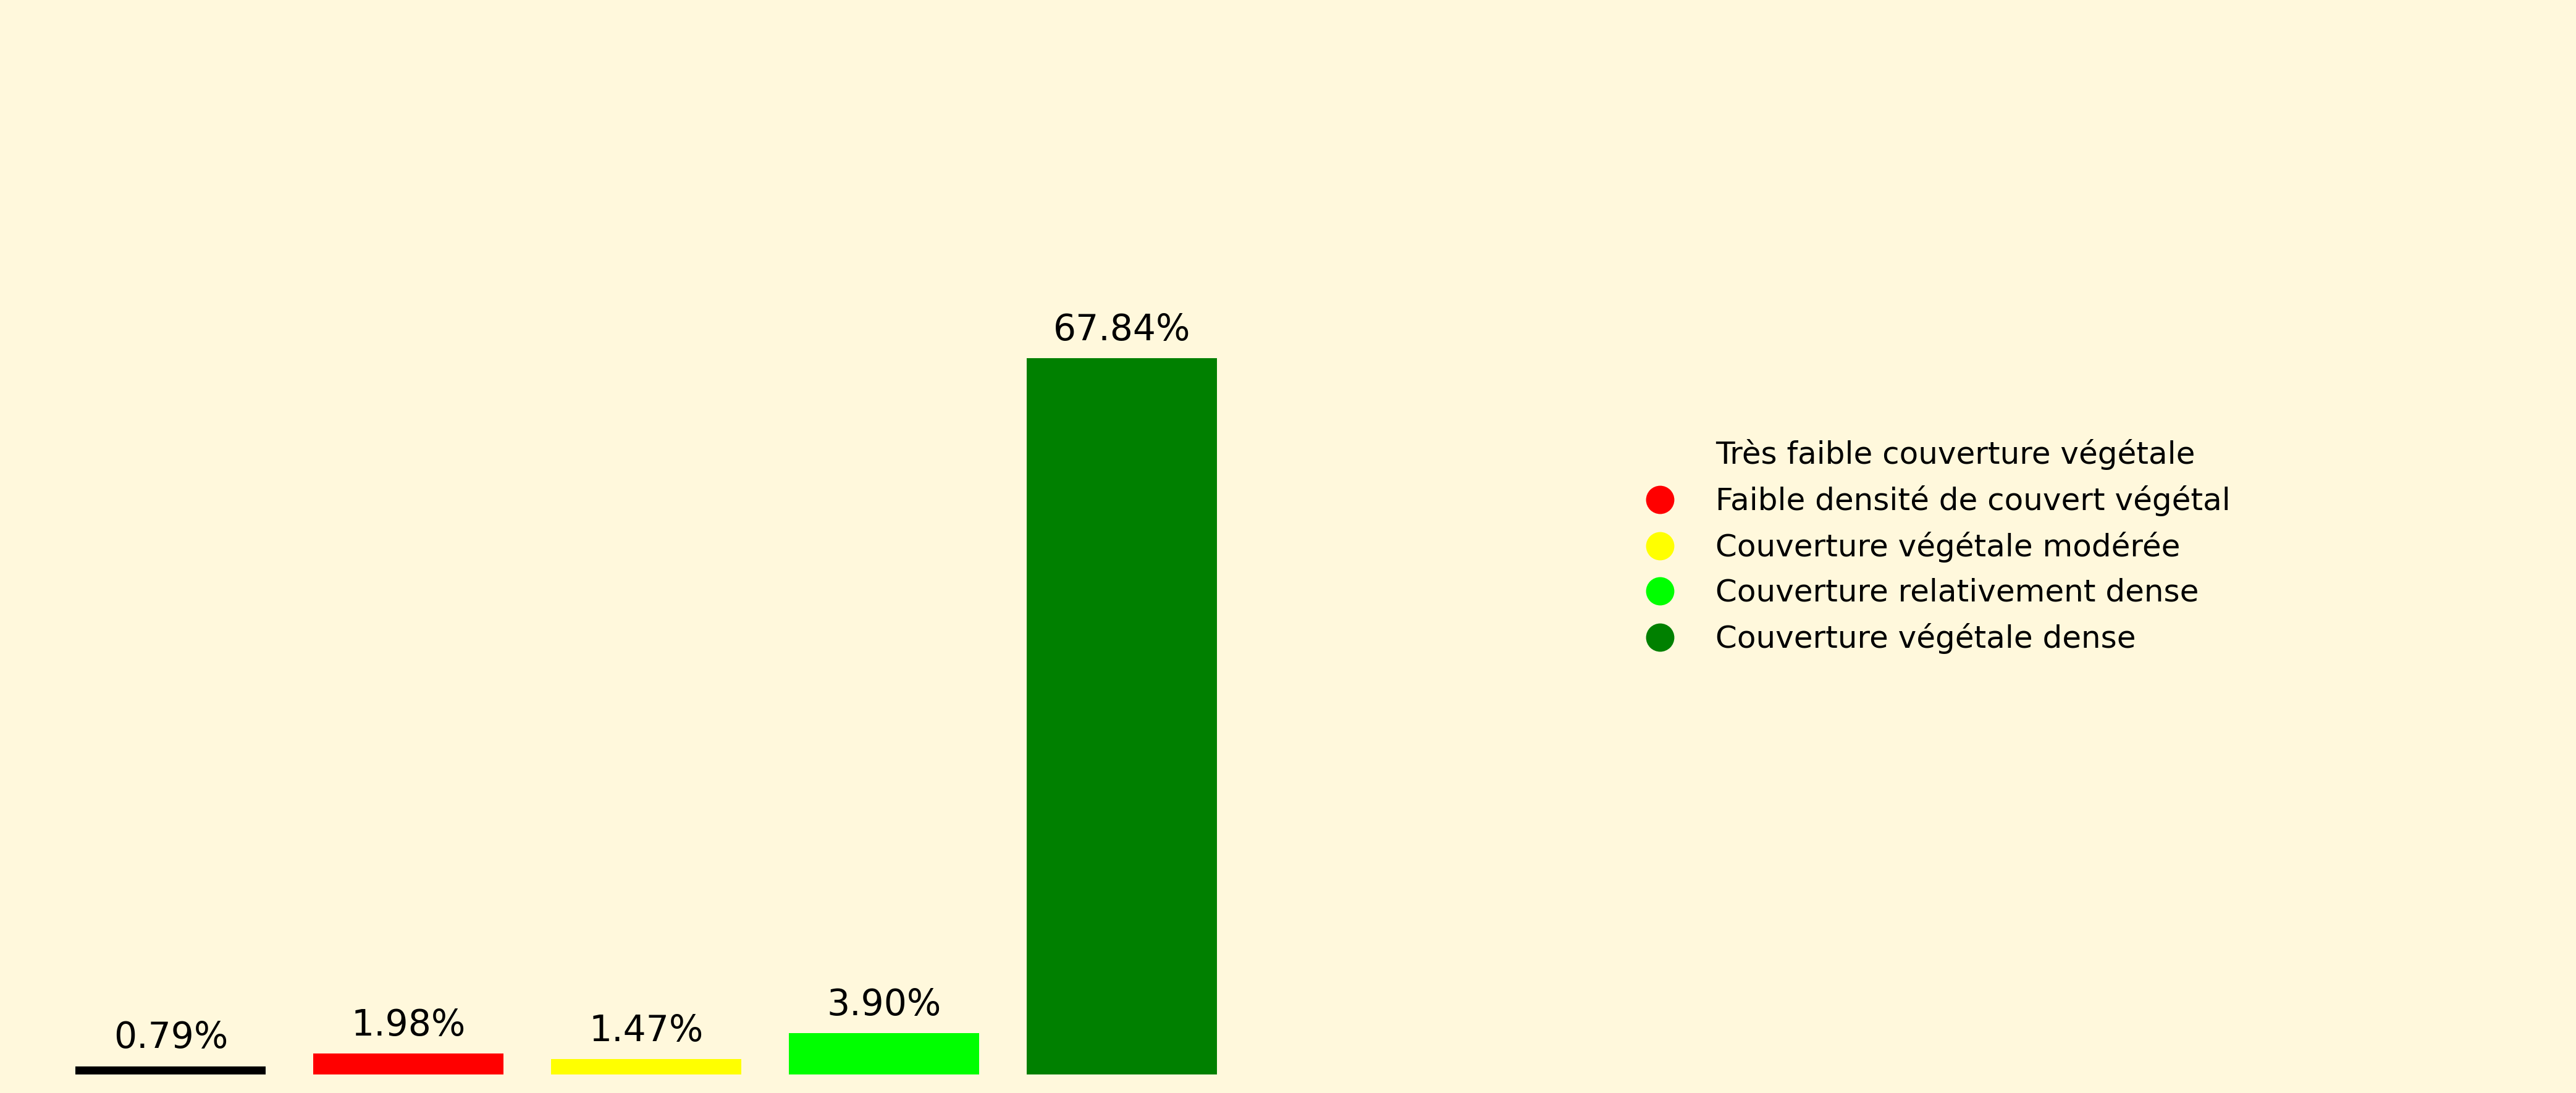 67.84%
3.90%
1.98%
1.47%
0.79%
Très faible couverture végétale
Faible densité de couvert végétal
Couverture végétale modérée
Couverture relativement dense
Couverture végétale dense